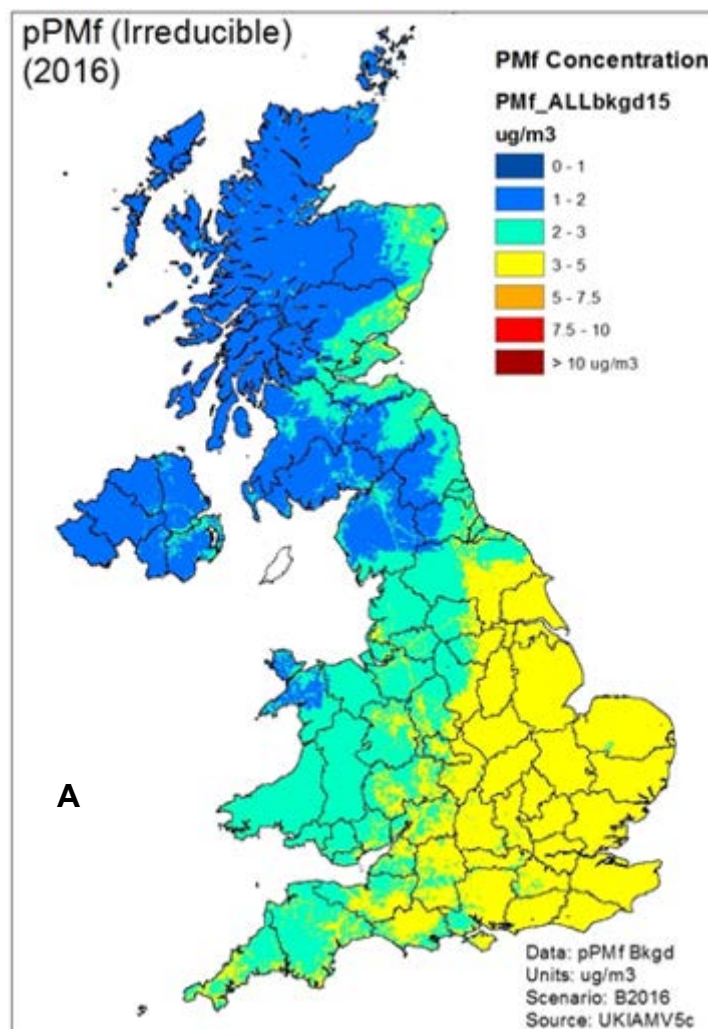 pPMf (Irreducible)
(2016)
PMf Concentration
PMf_ALLbkgd15
ug/m3
0 - 1
1 - 2
2 - 3
3 - 5
5 - 7.5
7.5 - 10
> 10 ug/m3
A
Data: pPMf Bkgd
Units: ug/m3
Scenario: B2016
Source: UKIAMV5c